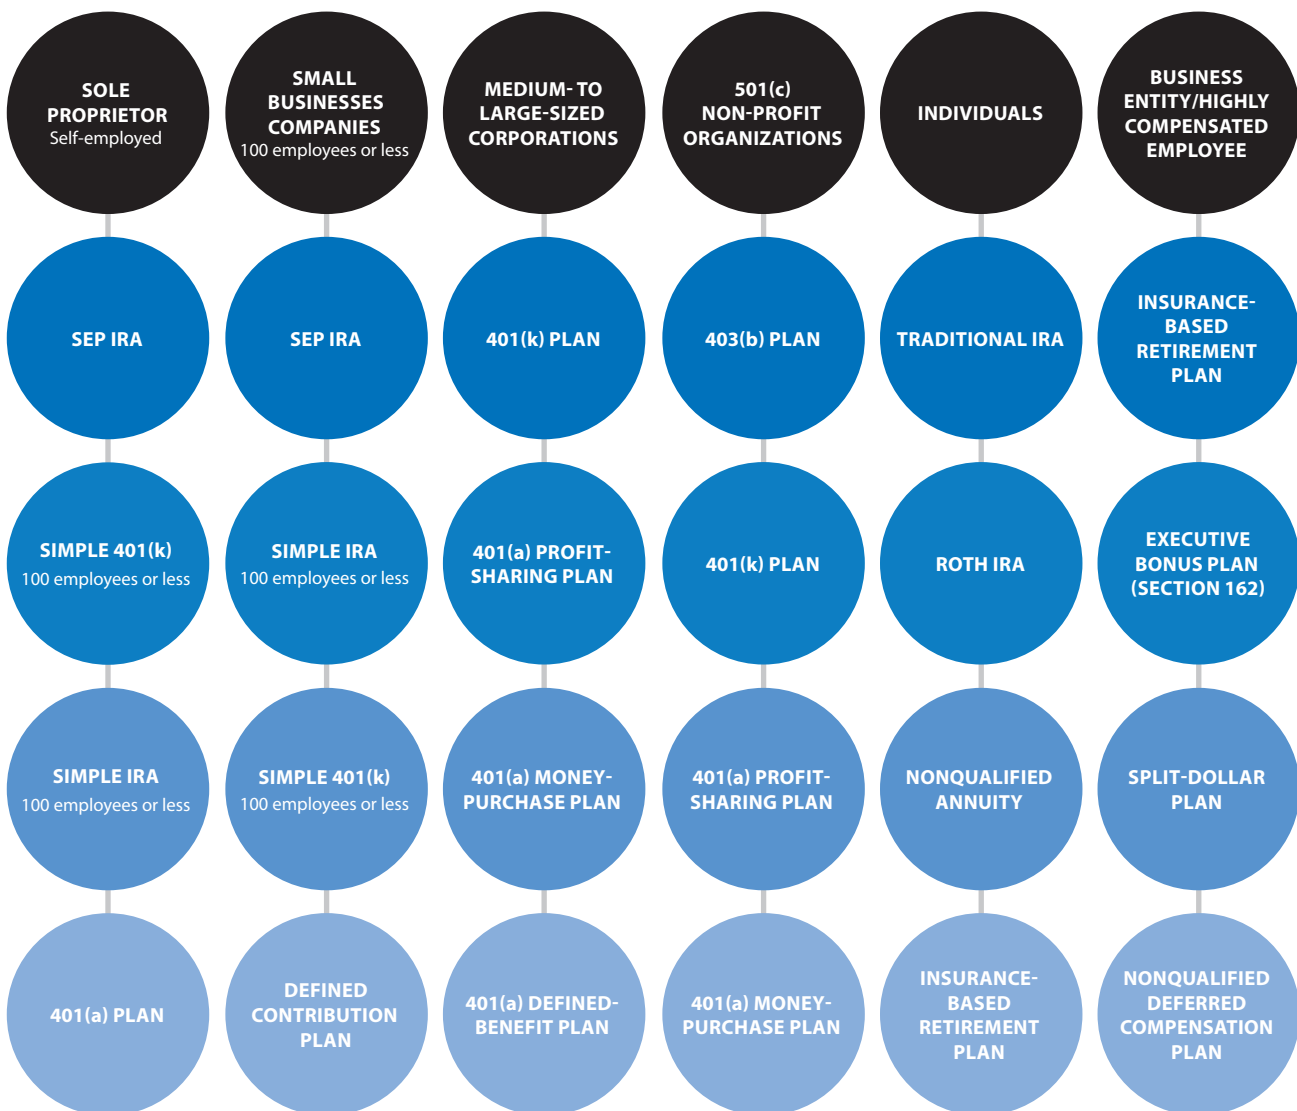 SOLE
PROPRIETOR
Self-employed
SMALL
BUSINESSES
COMPANIES
100 employees or less
MEDIUM- TO
LARGE-SIZED
CORPORATIONS
501(c)
NON-PROFIT
ORGANIZATIONS
INDIVIDUALS
BUSINESS
ENTITY/HIGHLY
COMPENSATED
EMPLOYEE
SEP IRA
SEP IRA
401(k) PLAN
403(b) PLAN
TRADITIONAL IRA
INSURANCE-
BASED
RETIREMENT
PLAN
SIMPLE 401(k)
100 employees or less
SIMPLE IRA
100 employees or less
401(a) PROFIT-
SHARING PLAN
401(k) PLAN
ROTH IRA
EXECUTIVE
BONUS PLAN
(SECTION 162)
SIMPLE IRA
100 employees or less
SIMPLE 401(k)
100 employees or less
401(a) MONEY-
PURCHASE PLAN
401(a) PROFIT-
SHARING PLAN
NONQUALIFIED
ANNUITY
SPLIT-DOLLAR
PLAN
401(a) PLAN
DEFINED
CONTRIBUTION
PLAN
401(a) DEFINED-
BENEFIT PLAN
401(a) MONEY-
PURCHASE PLAN
INSURANCE-
BASED
RETIREMENT
PLAN
NONQUALIFIED
DEFERRED
COMPENSATION
PLAN